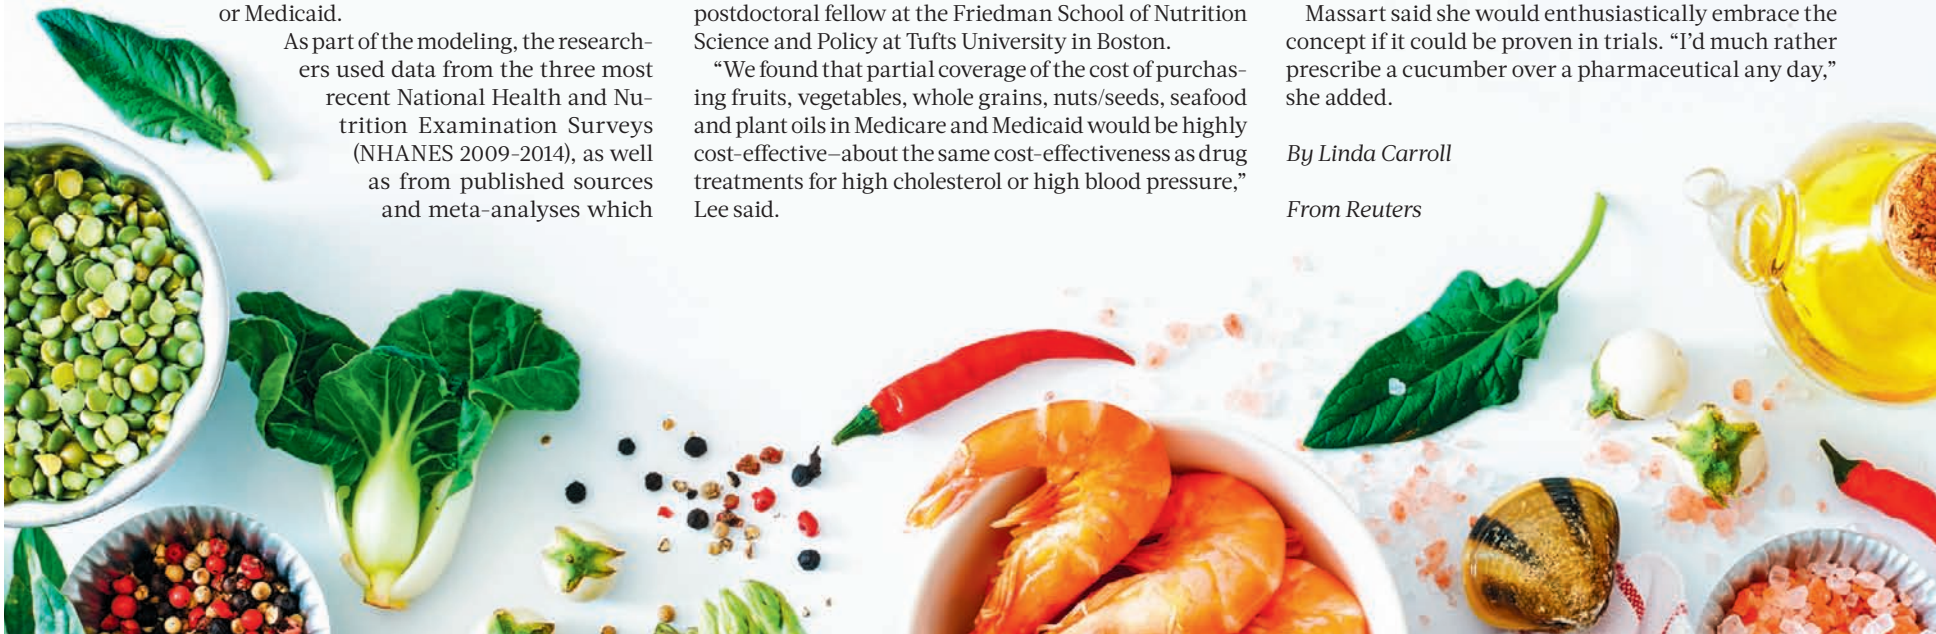 or Medicaid.
As part of the modeling, the research-
ers used data from the three most
recent National Health and Nu-
trition Examination Surveys
(NHANES 2009-2014), as well
as from published sources
and meta-analyses which
postdoctoral fellow at the Friedman School of Nutrition
Science and Policy at Tufts University in Boston.
“We found that partial coverage of the cost of purchas-
ing fruits, vegetables, whole grains, nuts/seeds, seafood
and plant oils in Medicare and Medicaid would be highly
cost-effective—about the same cost-effectiveness as drug
treatments for high cholesterol or high blood pressure,”
Lee said.
Massart said she would enthusiastically embrace the
concept if it could be proven in trials. “I’d much rather
prescribe a cucumber over a pharmaceutical any day,”
she added.
By Linda Carroll
From Reuters